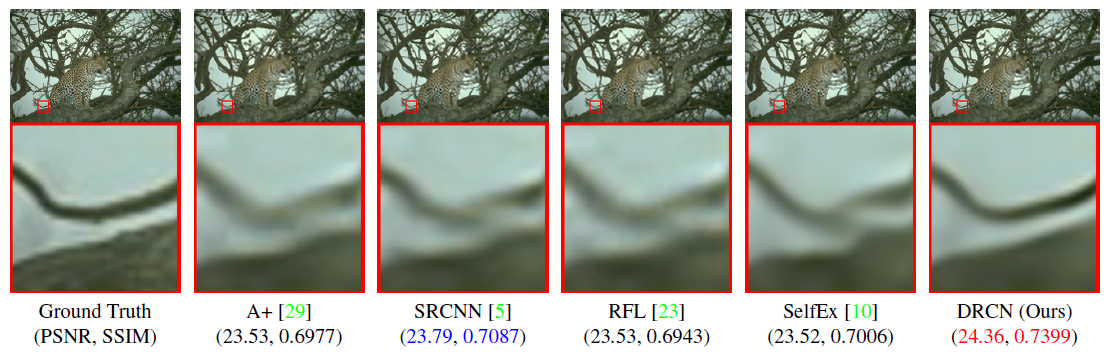 Ground Truth
(PSNR, SSIM)
A+ [29]
(23.53, 0.6977)
SRCNN [5]
(23.79, 0.7087)
RFL [23]
(23.53, 0.6943)
SelfEx [10]
(23.52, 0.7006)
DRCN (Ours)
(24.36, 0.7399)